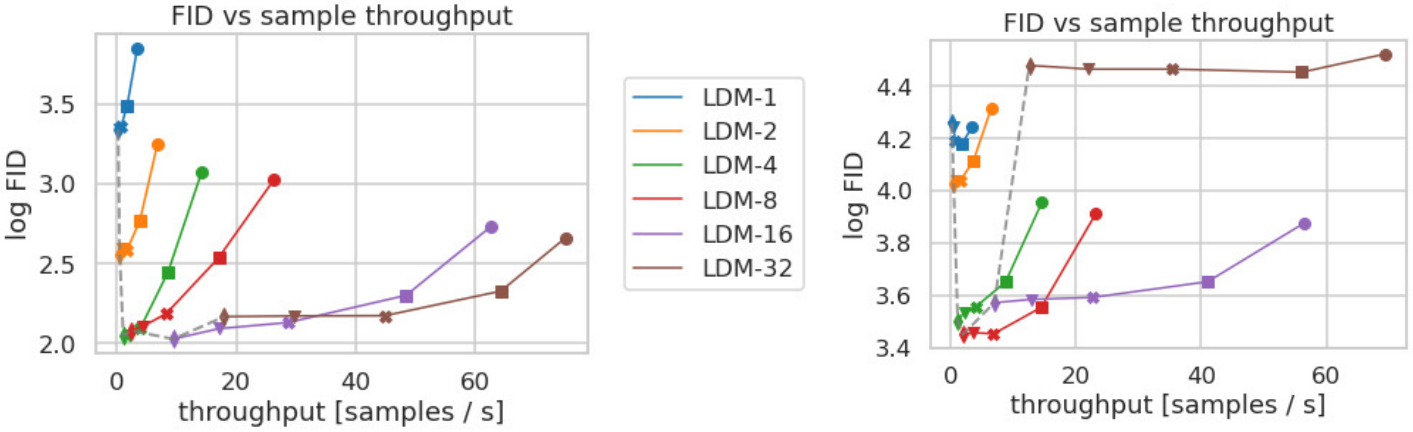 FID vs sample throughput
log FID
3.5
3.0
2.5
2.0
0
20
40
60
throughput [samples / s]
LDM-1
LDM-2
LDM-4
LDM-8
LDM-16
LDM-32
FID vs sample throughput
log FID
4.4
4.2
4.0
3.8
3.6
3.4
0
20
40
60
throughput [samples / s]